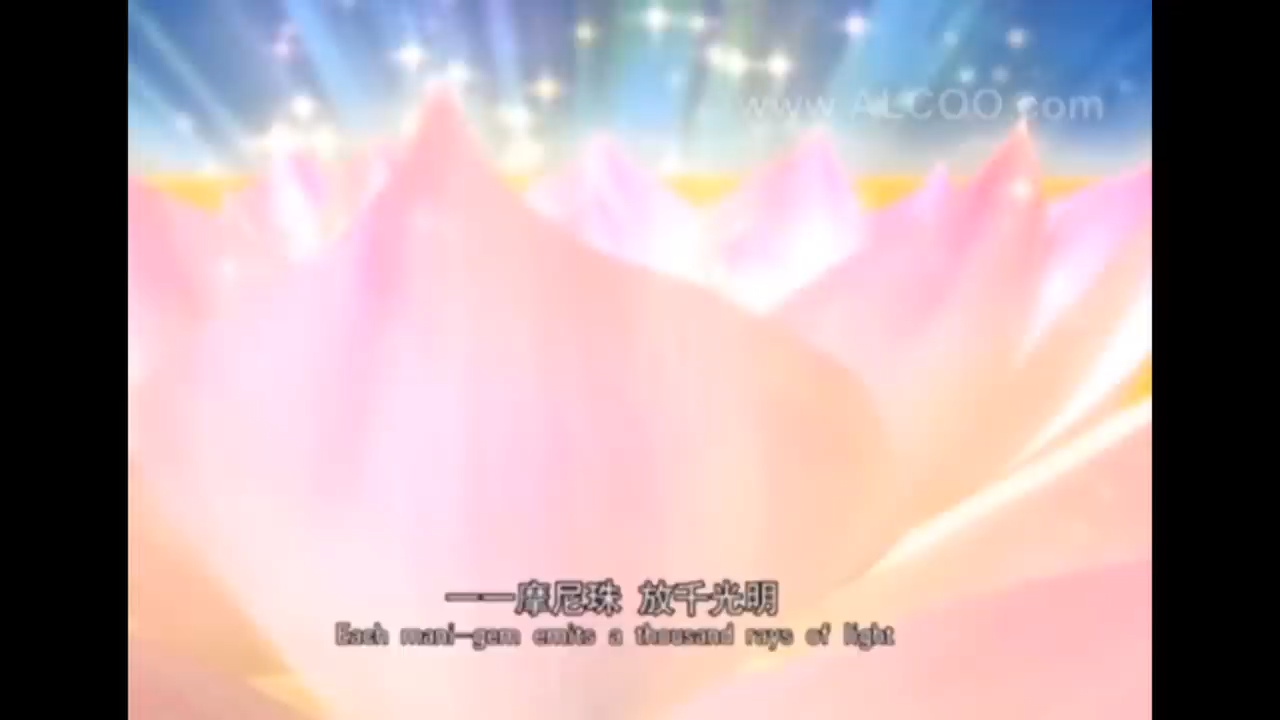 www.ALCOO.com
一一摩尼珠 放千光明
Each mani-gem emits a thousand rays of light